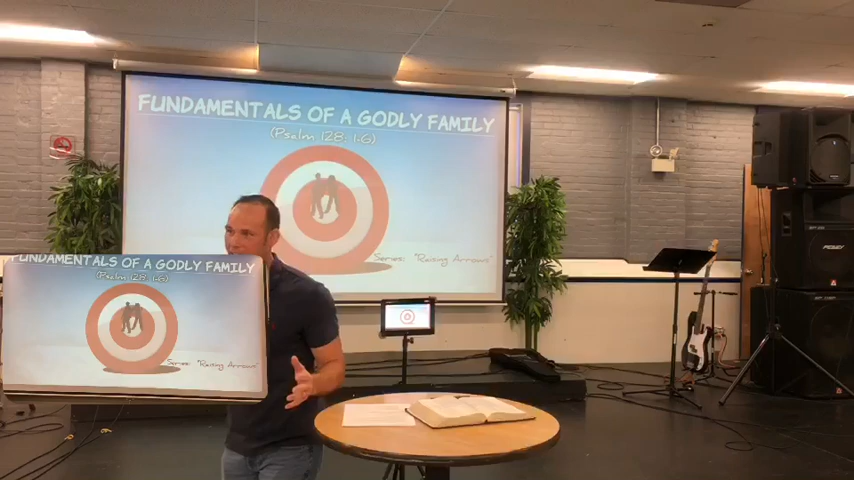 FUNDAMENTALS OF A GODLY FAMILY
(Psalm 128: 1-6)
Series: "Raising Arrows"
FUNDAMENTALS OF A GODLY FAMILY
(Psalm 128: 1-6)
Series: "Raising Arrows"
PEAVEY